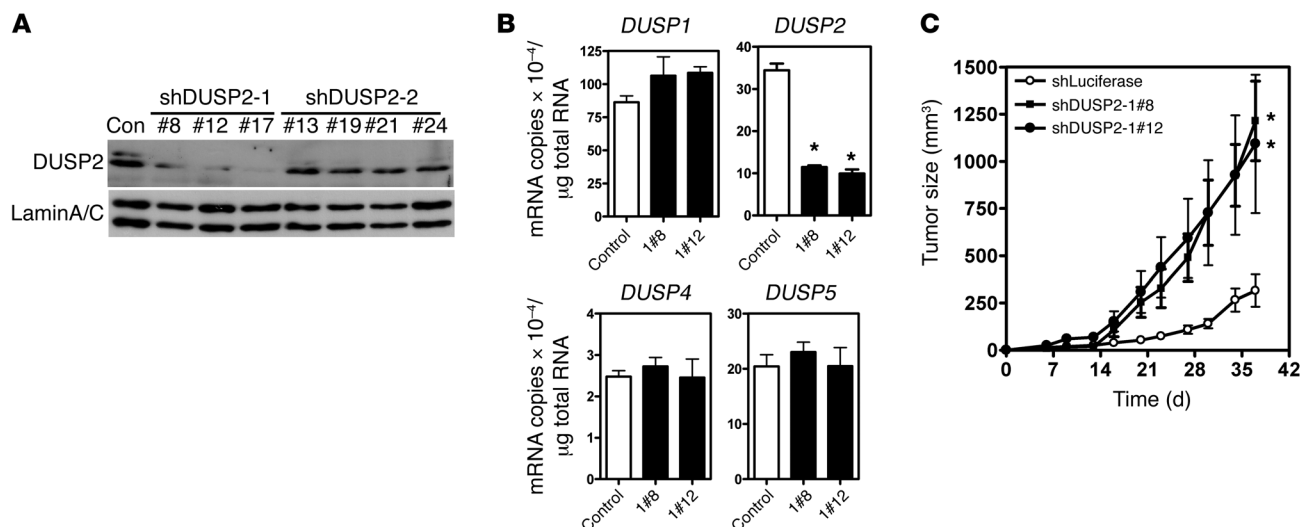 A
shDUSP2-1 shDUSP2-2
Con #8 #12 #17 #13 #19 #21 #24
DUSP2
LaminA/C
B
DUSP1 DUSP2
mRNA copies × 10⁻⁴/
µg total RNA
125
100
75
50
25
0
40
30
20
10
0
Control 1#8 1#12
Control 1#8 1#12
DUSP4 DUSP5
mRNA copies × 10⁻⁴/
µg total RNA
4
3
2
1
0
40
30
20
10
0
Control 1#8 1#12
Control 1#8 1#12
* *
C
shLuciferase
shDUSP2-1#8
shDUSP2-1#12
*
*
Tumor size (mm³)
1500
1250
1000
750
500
250
0
0 7 14 21 28 35 42
Time (d)